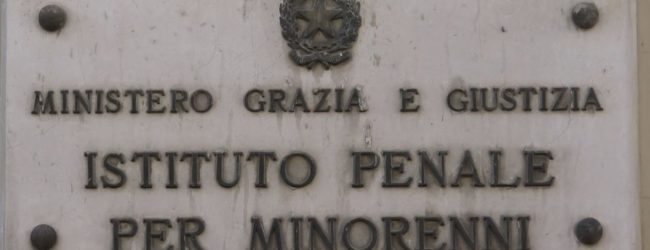 MINISTERO GRAZIA E GIUSTIZIA
ISTITUTO PENALE
PER MINORENNI